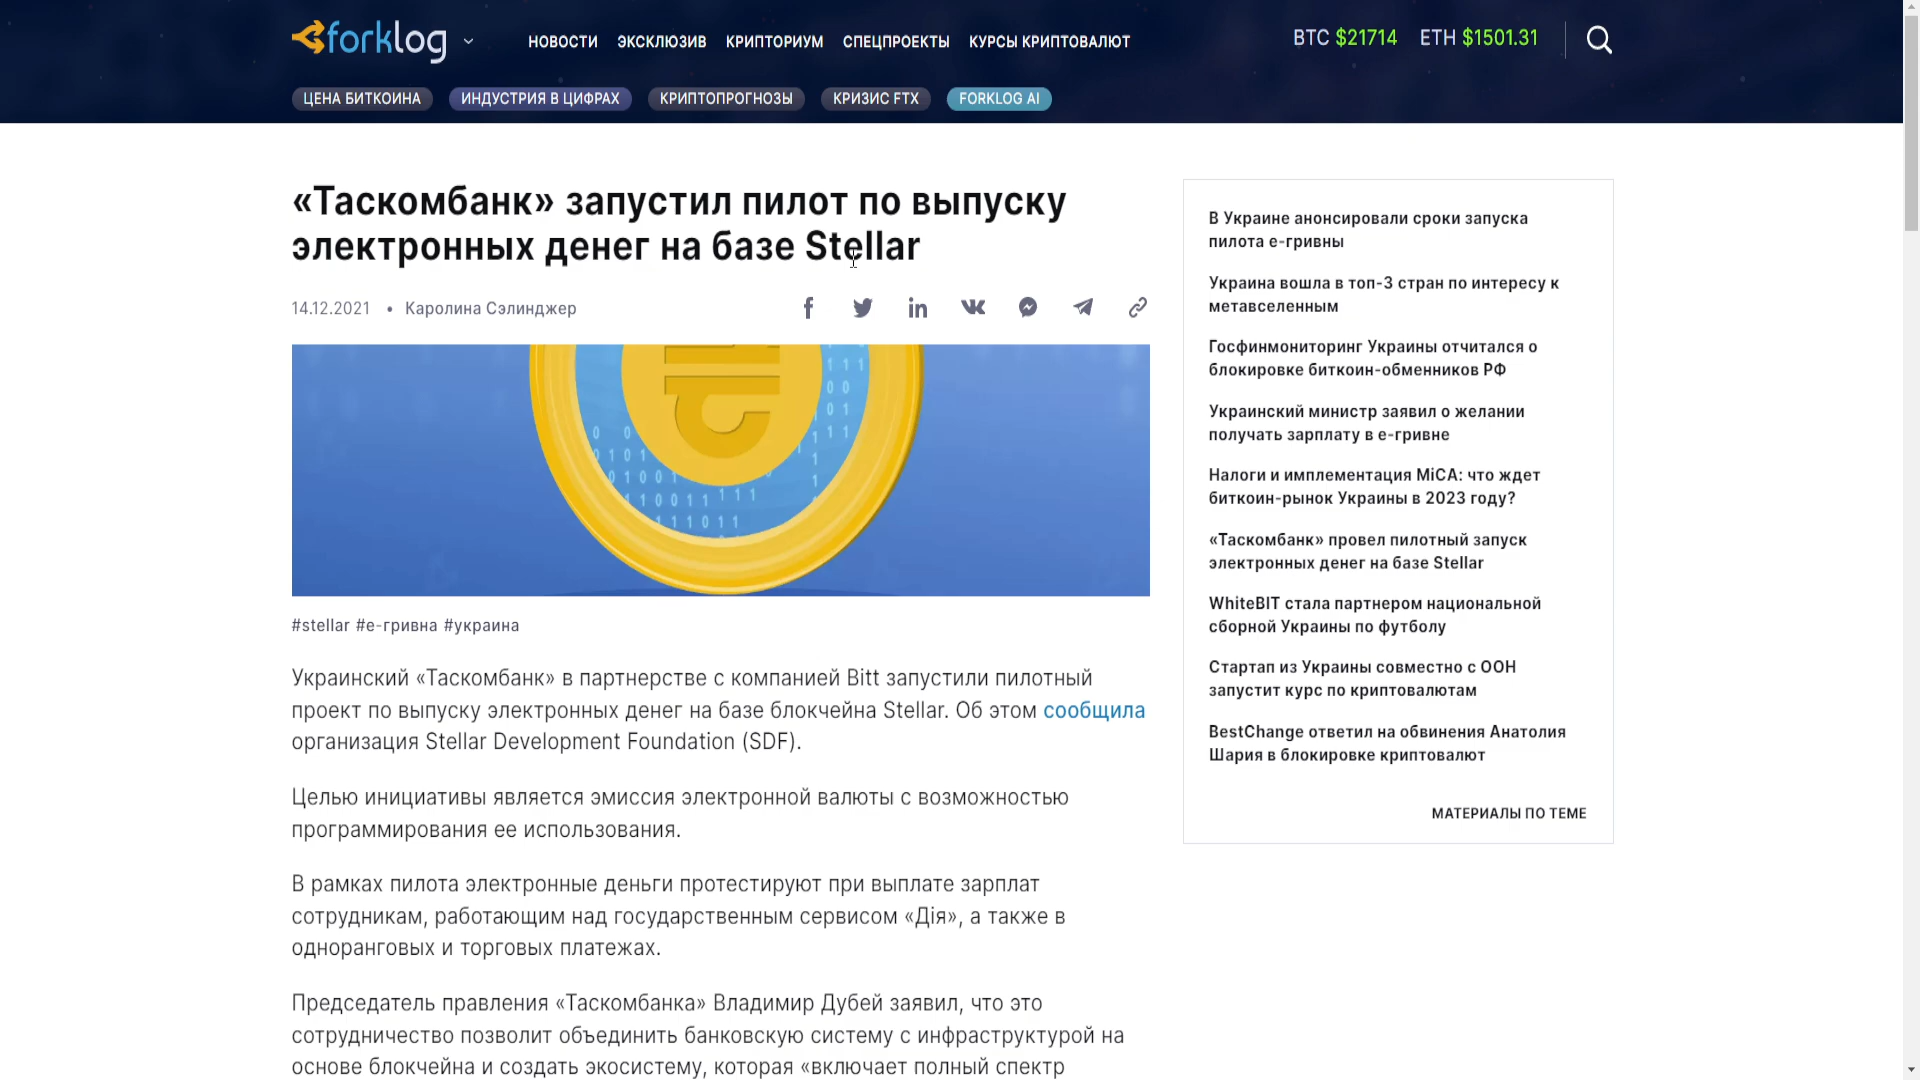 forklog
НОВОСТИ ЭКСКЛЮЗИВ КРИПТОРИУМ СПЕЦПРОЕКТЫ КУРСЫ КРИПТОВАЛЮТ
BTC $21714 ETH $1501.31
ЦЕНА БИТКОИНА ИНДУСТРИЯ В ЦИФРАХ КРИПТОПРОГНОЗЫ КРИЗИС FTX FORKLOG AI
«Таскомбанк» запустил пилот по выпуску
электронных денег на базе Stellar
14.12.2021 • Каролина Сэлинджер
#stellar #е-гривна #украина
Украинский «Таскомбанк» в партнерстве с компанией Bitt запустили пилотный
проект по выпуску электронных денег на базе блокчейна Stellar. Об этом сообщила
организация Stellar Development Foundation (SDF).
Целью инициативы является эмиссия электронной валюты с возможностью
программирования ее использования.
В рамках пилота электронные деньги протестируют при выплате зарплат
сотрудникам, работающим над государственным сервисом «Дія», а также в
одноранговых и торговых платежах.
Председатель правления «Таскомбанка» Владимир Дубей заявил, что это
сотрудничество позволит объединить банковскую систему с инфраструктурой на
основе блокчейна и создать экосистему, которая «включает полный спектр
В Украине анонсировали сроки запуска
пилота е-гривны
Украина вошла в топ-3 стран по интересу к
метавселенным
Госфинмониторинг Украины отчитался о
блокировке биткоин-обменников РФ
Украинский министр заявил о желании
получать зарплату в е-гривне
Налоги и имплементация MiCA: что ждет
биткоин-рынок Украины в 2023 году?
«Таскомбанк» провел пилотный запуск
электронных денег на базе Stellar
WhiteBIT стала партнером национальной
сборной Украины по футболу
Стартап из Украины совместно с ООН
запустит курс по криптовалютам
BestChange ответил на обвинения Анатолия
Шария в блокировке криптовалют
МАТЕРИАЛЫ ПО ТЕМЕ